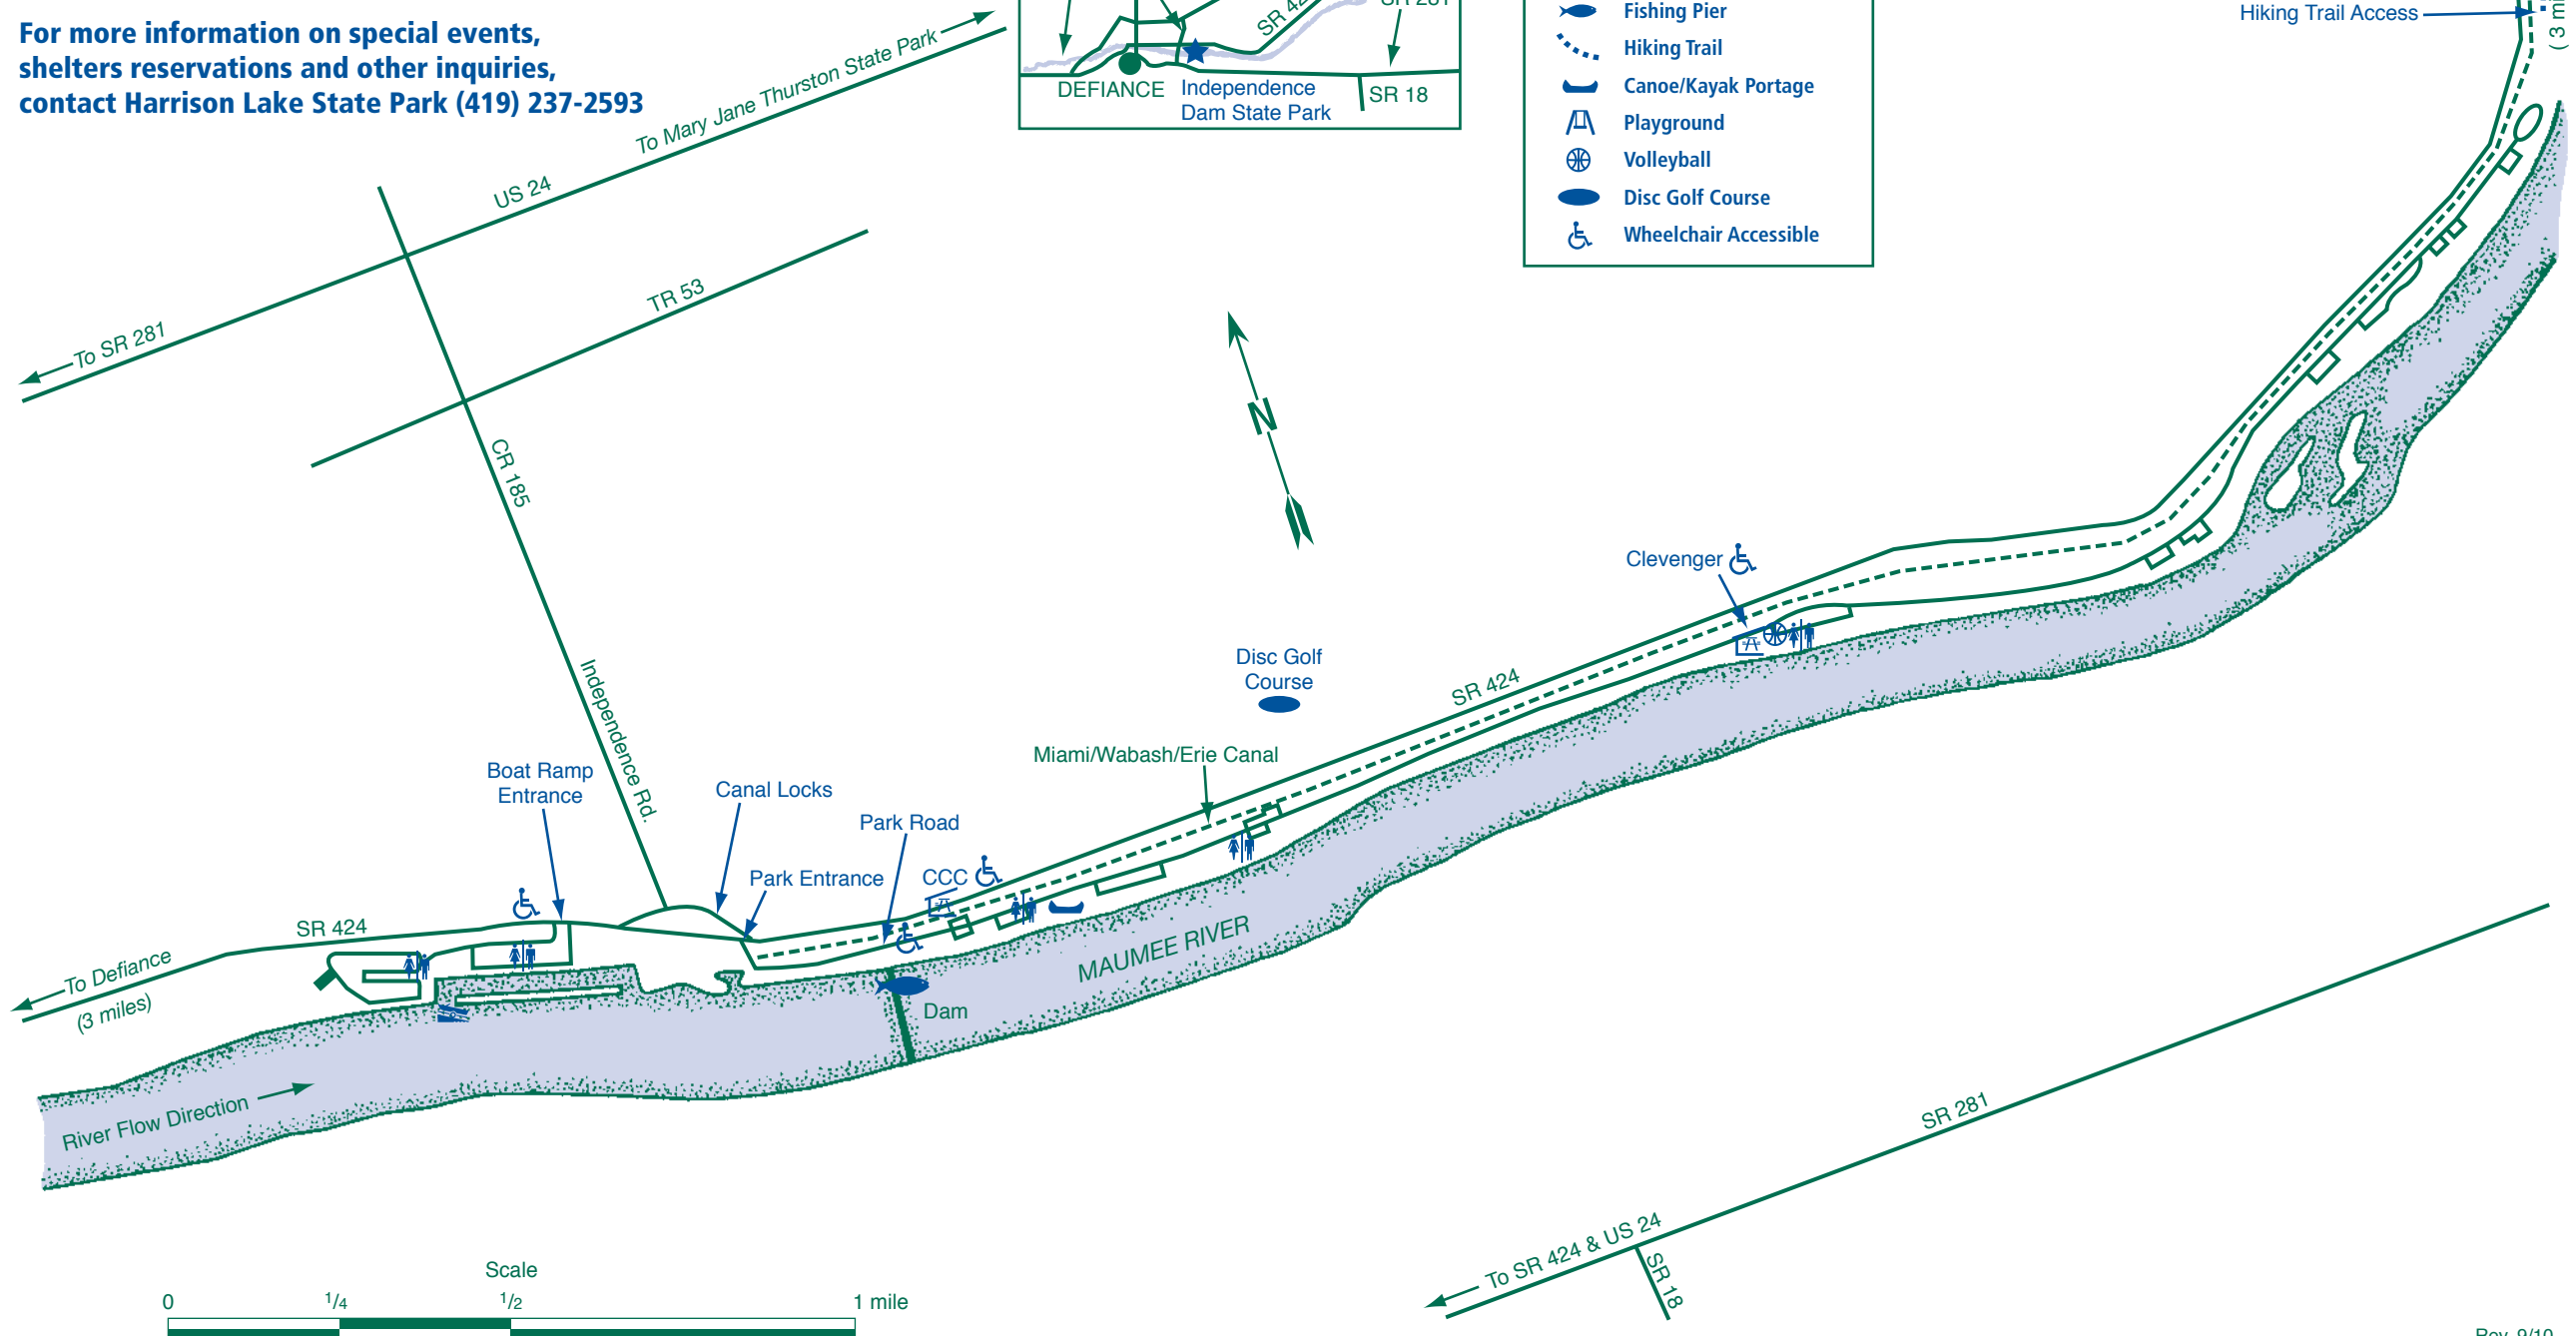 For more information on special events,
shelters reservations and other inquiries,
contact Harrison Lake State Park (419) 237-2593
To Mary Jane Thurston State Park
US 24
TR 53
To SR 281
CR 185
Independence Rd.
DEFIANCE
Independence
Dam State Park
SR 18
Fishing Pier
Hiking Trail
Canoe/Kayak Portage
Playground
Volleyball
Disc Golf Course
Wheelchair Accessible
Hiking Trail Access
N
Clevenger
Disc Golf
Course
SR 424
Miami/Wabash/Erie Canal
Boat Ramp
Entrance
Canal Locks
Park Road
Park Entrance
CCC
SR 424
To Defiance
(3 miles)
MAUMEE RIVER
Dam
River Flow Direction
SR 281
To SR 424 & US 24
SR 18
Scale
0 1/4 1/2 1 mile